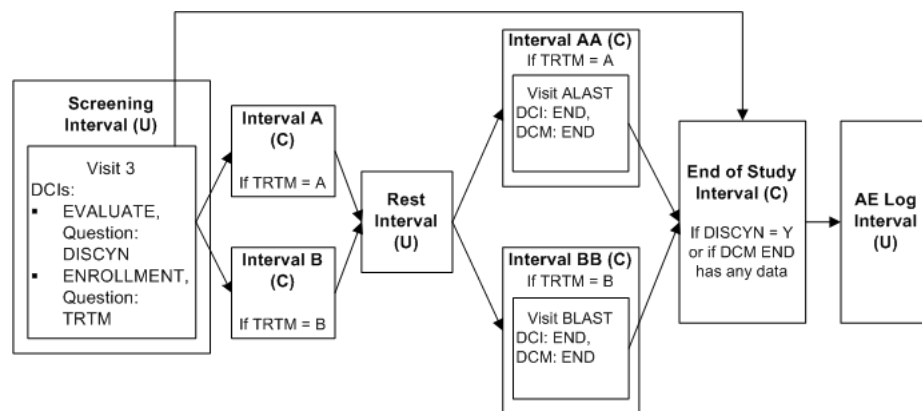 Screening
Interval (U)
Visit 3
DCIs:
▪ EVALUATE,
Question:
DISCYN
▪ ENROLLMENT,
Question:
TRTM
Interval A
(C)
If TRTM = A
Interval B
(C)
If TRTM = B
Rest
Interval
(U)
Interval AA (C)
If TRTM = A
Visit ALAST
DCI: END,
DCM: END
Interval BB (C)
If TRTM = B
Visit BLAST
DCI: END,
DCM: END
End of Study
Interval (C)
If DISCYN = Y
or if DCM END
has any data
AE Log
Interval
(U)